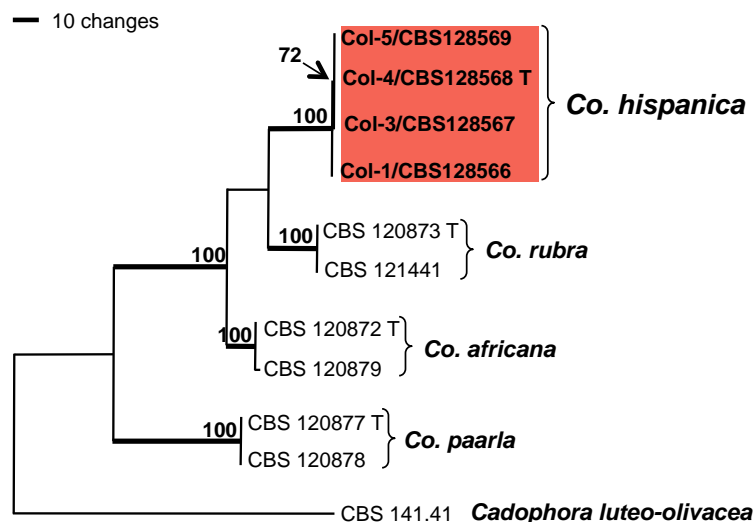 10 changes
Col-5/CBS128569
72
Col-4/CBS128568 T
Co. hispanica
100
Col-3/CBS128567
Col-1/CBS128566
100
CBS 120873 T
Co. rubra
CBS 121441
100
100
CBS 120872 T
Co. africana
CBS 120879
100
CBS 120877 T
Co. paarla
CBS 120878
CBS 141.41 Cadophora luteo-olivacea